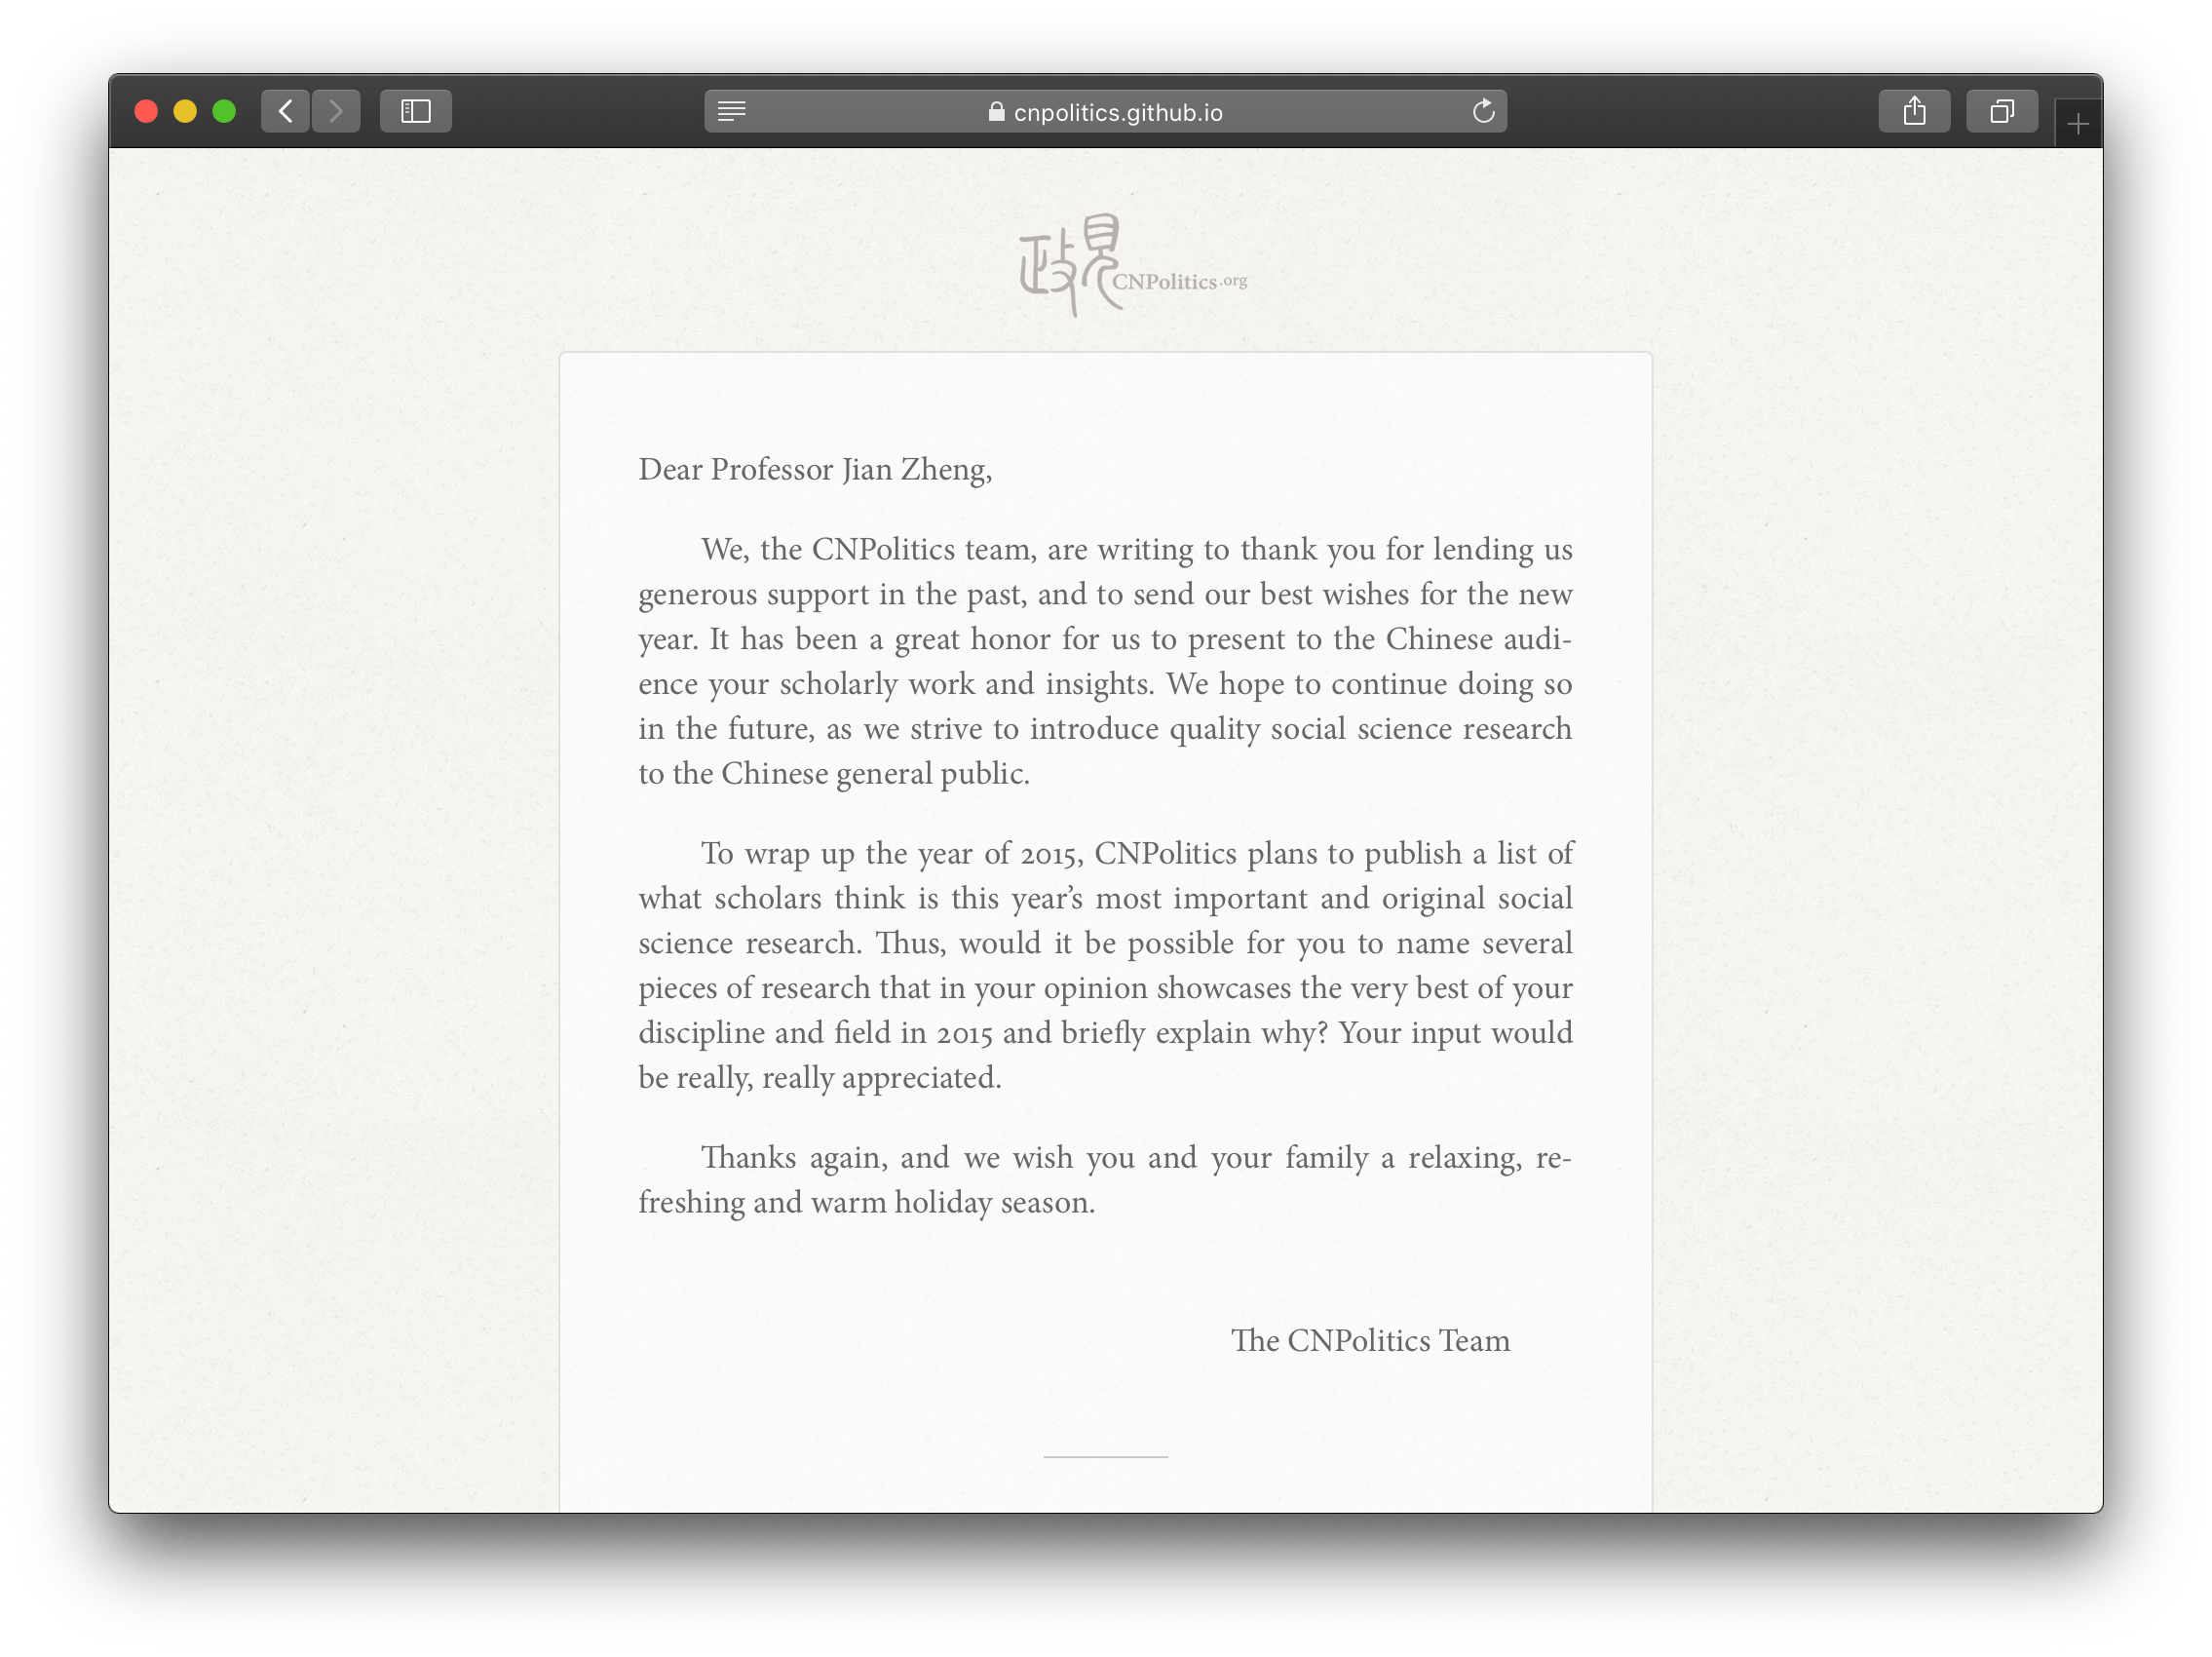 cnpolitics.github.io
政見
CNPolitics.org
Dear Professor Jian Zheng,
We, the CNPolitics team, are writing to thank you for lending us
generous support in the past, and to send our best wishes for the new
year. It has been a great honor for us to present to the Chinese audi-
ence your scholarly work and insights. We hope to continue doing so
in the future, as we strive to introduce quality social science research
to the Chinese general public.
To wrap up the year of 2015, CNPolitics plans to publish a list of
what scholars think is this year’s most important and original social
science research. Thus, would it be possible for you to name several
pieces of research that in your opinion showcases the very best of your
discipline and field in 2015 and briefly explain why? Your input would
be really, really appreciated.
Thanks again, and we wish you and your family a relaxing, re-
freshing and warm holiday season.
The CNPolitics Team